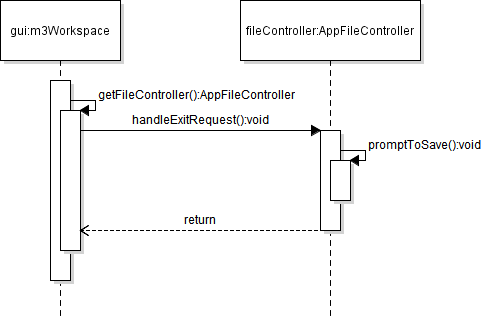 gui:m3Workspace
fileController:AppFileController
getFileController():AppFileController
handleExitRequest():void
promptToSave():void
return